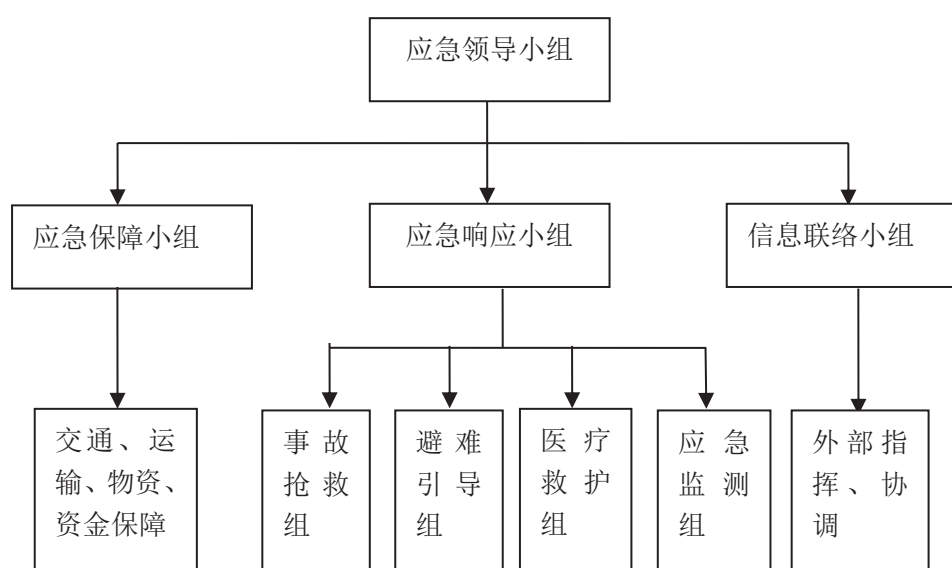 应急领导小组
应急保障小组
应急响应小组
信息联络小组
交通、运
输、物资、
资金保障
事故
抢救
组
避难
引导
组
医疗
救护
组
应急
监测
组
外部指
挥、协
调